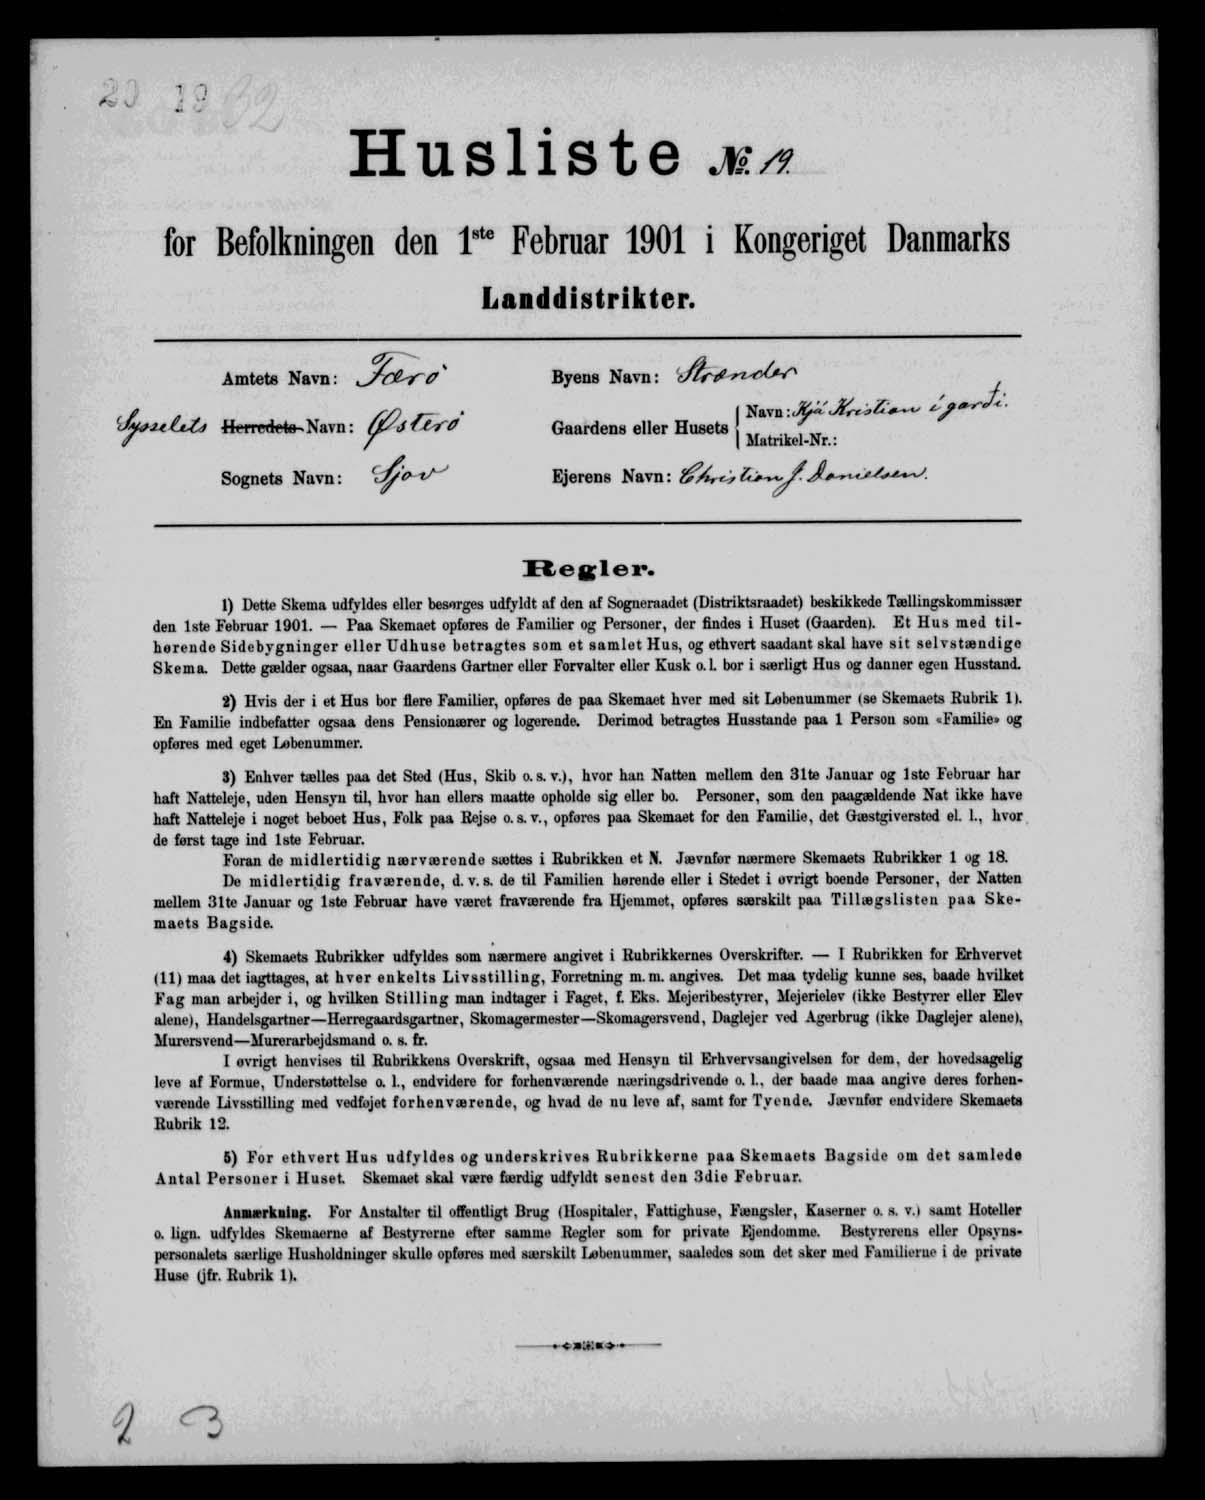 20 19 32
Husliste № 19.
for Befolkningen den 1ste Februar 1901 i Kongeriget Danmarks
Landdistrikter.
Amtets Navn: Færø
Byens Navn: Strænder
Sysselets Herredets Navn: Østerø
Gaardens eller Husets Navn: Kjá Kristian í garði.
Matrikel-Nr.:
Sognets Navn: Sjov
Ejerens Navn: Christian J. Danielsen.
Regler.
1) Dette Skema udfyldes eller besørges udfyldt af den af Sogneraadet (Distriktsraadet) beskikkede Tællingskommissær
den 1ste Februar 1901. — Paa Skemaet opføres de Familier og Personer, der findes i Huset (Gaarden). Et Hus med til-
hørende Sidebygninger eller Udhuse betragtes som et samlet Hus, og ethvert saadant skal have sit selvstændige
Skema. Dette gælder ogsaa, naar Gaardens Gartner eller Forvalter eller Kusk o. l. bor i særligt Hus og danner egen Husstand.
2) Hvis der i et Hus bor flere Familier, opføres de paa Skemaet hver med sit Løbenummer (se Skemaets Rubrik 1).
En Familie indbefatter ogsaa dens Pensionærer og logerende. Derimod betragtes Husstande paa 1 Person som «Familie» og
opføres med eget Løbenummer.
3) Enhver tælles paa det Sted (Hus, Skib o. s. v.), hvor han Natten mellem den 31te Januar og 1ste Februar har
haft Natteleje, uden Hensyn til, hvor han ellers maatte opholde sig eller bo. Personer, som den paagældende Nat ikke have
haft Natteleje i noget beboet Hus, Folk paa Rejse o. s. v., opføres paa Skemaet for den Familie, det Gæstgiversted el. l., hvor
de først tage ind 1ste Februar.
Foran de midlertidig nærværende sættes i Rubrikken et N. Jævnfør nærmere Skemaets Rubrikker 1 og 18.
De midlertidig fraværende, d. v. s. de til Familien hørende eller i Stedet i øvrigt boende Personer, der Natten
mellem 31te Januar og 1ste Februar have været fraværende fra Hjemmet, opføres særskilt paa Tillægslisten paa Ske-
maets Bagside.
4) Skemaets Rubrikker udfyldes som nærmere angivet i Rubrikkernes Overskrifter. — I Rubrikken for Erhvervet
(11) maa det iagttages, at hver enkelts Livsstilling, Forretning m. m. angives. Det maa tydelig kunne ses, baade hvilket
Fag man arbejder i, og hvilken Stilling man indtager i Faget, f. Eks. Mejeribestyrer, Mejerielev (ikke Bestyrer eller Elev
alene), Handelsgartner—Herregaardsgartner, Skomagermester—Skomagersvend, Daglejer ved Agerbrug (ikke Daglejer alene),
Murersvend—Murerarbejdsmand o. s. fr.
I øvrigt henvises til Rubrikkens Overskrift, ogsaa med Hensyn til Erhvervsangivelsen for dem, der hovedsagelig
leve af Formue, Understøttelse o. l., endvidere for forhenværende næringsdrivende o. l., der baade maa angive deres forhen-
værende Livsstilling med vedføjet forhenværende, og hvad de nu leve af, samt for Tyende. Jævnfør endvidere Skemaets
Rubrik 12.
5) For ethvert Hus udfyldes og underskrives Rubrikkerne paa Skemaets Bagside om det samlede
Antal Personer i Huset. Skemaet skal være færdig udfyldt senest den 3die Februar.
Anmærkning. For Anstalter til offentligt Brug (Hospitaler, Fattighuse, Fængsler, Kaserner o. s. v.) samt Hoteller
o. lign. udfyldes Skemaerne af Bestyrerne efter samme Regler som for private Ejendomme. Bestyrerens eller Opsyns-
personalets særlige Husholdninger skulle opføres med særskilt Løbenummer, saaledes som det sker med Familierne i de private
Huse (jfr. Rubrik 1).
2 3